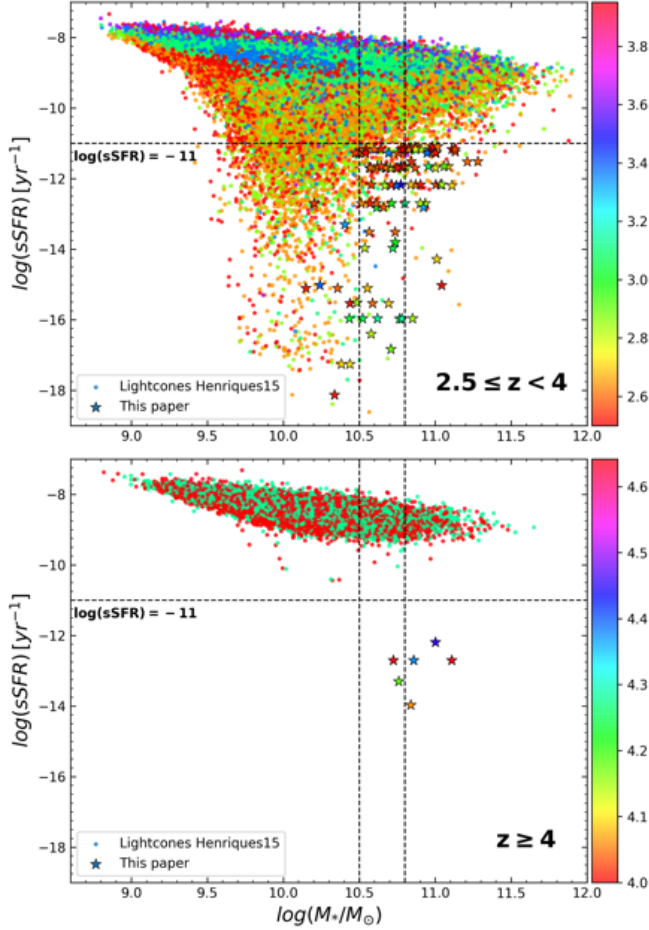 −8
−10
−12
−14
−16
−18
log(sSFR) [yr⁻¹]
log(sSFR) = −11
Lightcones Henriques15
This paper
2.5 ≤ z < 4
9.0 9.5 10.0 10.5 11.0 11.5 12.0
3.8
3.6
3.4
3.2
3.0
2.8
2.6
−8
−10
−12
−14
−16
−18
log(sSFR) [yr⁻¹]
log(sSFR) = −11
Lightcones Henriques15
This paper
z ≥ 4
9.0 9.5 10.0 10.5 11.0 11.5 12.0
log(M*/M⊙)
4.6
4.5
4.4
4.3
4.2
4.1
4.0